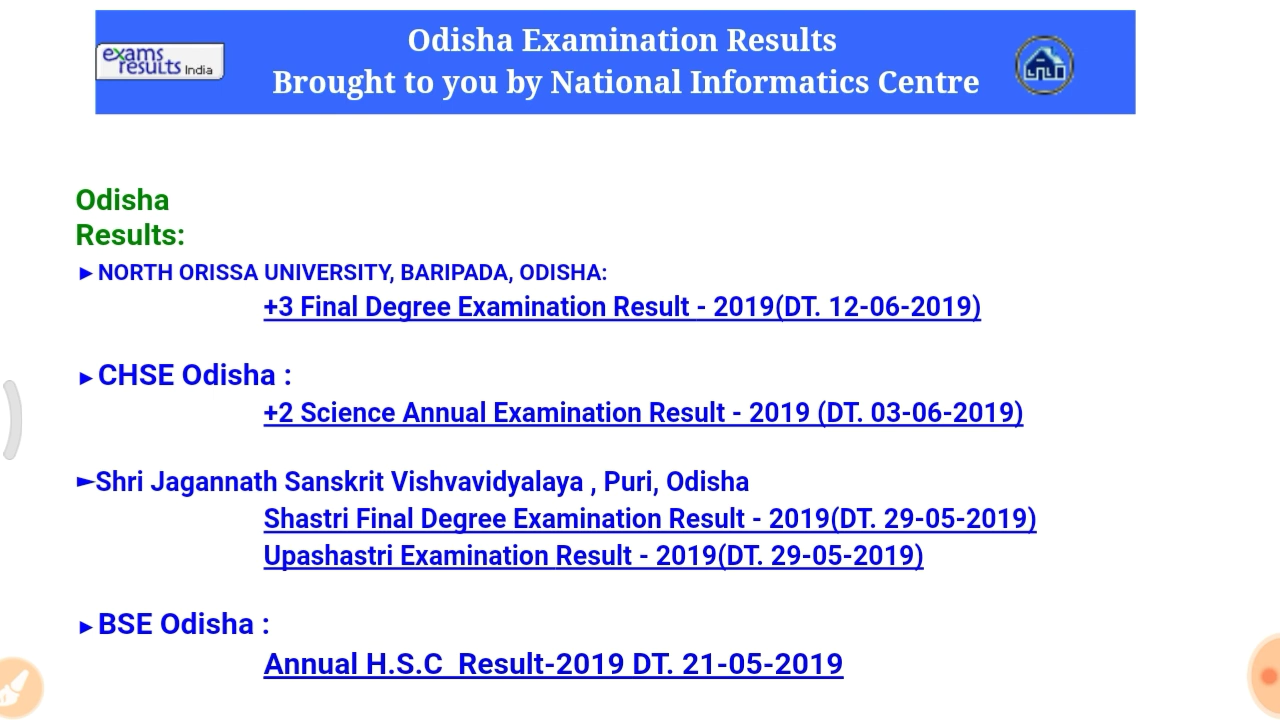 exams
results India
Odisha Examination Results
Brought to you by National Informatics Centre
Odisha
Results:
►NORTH ORISSA UNIVERSITY, BARIPADA, ODISHA:
+3 Final Degree Examination Result - 2019(DT. 12-06-2019)
►CHSE Odisha :
+2 Science Annual Examination Result - 2019 (DT. 03-06-2019)
►Shri Jagannath Sanskrit Vishvavidyalaya , Puri, Odisha
Shastri Final Degree Examination Result - 2019(DT. 29-05-2019)
Upashastri Examination Result - 2019(DT. 29-05-2019)
►BSE Odisha :
Annual H.S.C  Result-2019 DT. 21-05-2019